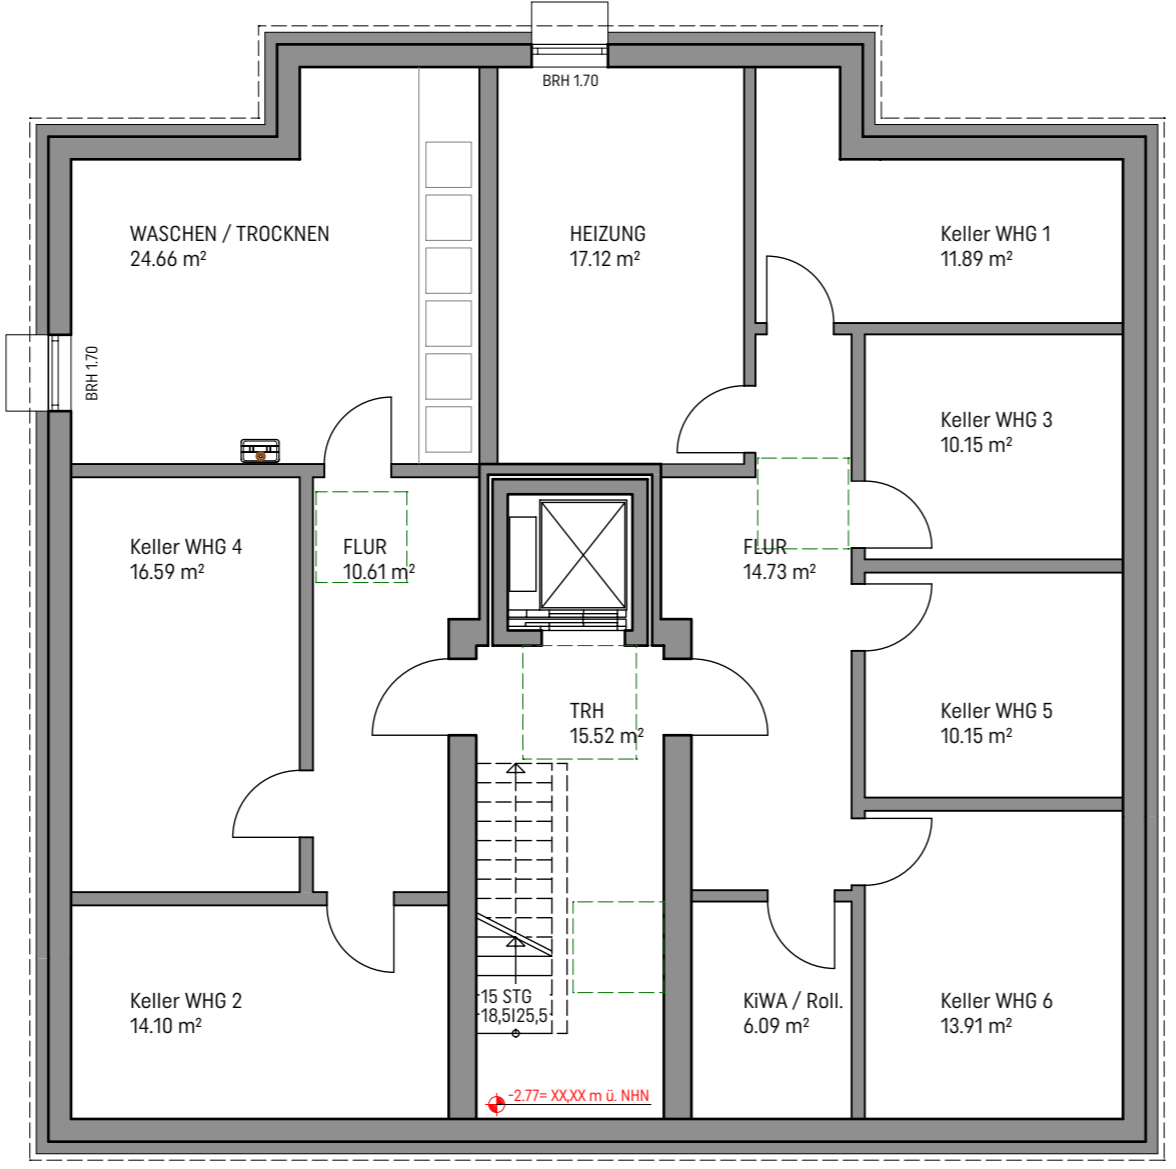 BRH 1.70
WASCHEN / TROCKNEN
24.66 m²
HEIZUNG
17.12 m²
Keller WHG 1
11.89 m²
BRH 1.70
Keller WHG 3
10.15 m²
Keller WHG 4
16.59 m²
FLUR
10.61 m²
FLUR
14.73 m²
TRH
15.52 m²
Keller WHG 5
10.15 m²
Keller WHG 2
14.10 m²
15 STG
18,5|25,5
KiWA / Roll.
6.09 m²
Keller WHG 6
13.91 m²
-2.77= XX,XX m ü. NHN